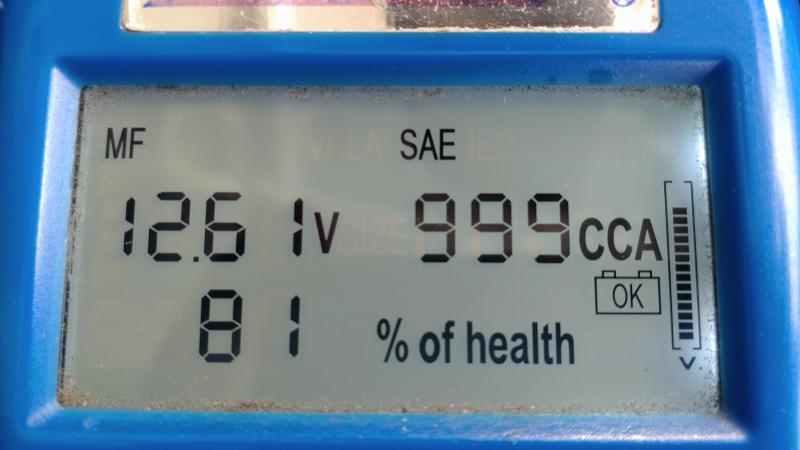 MF SAE
12.61V 999CCA
OK
81 % of health